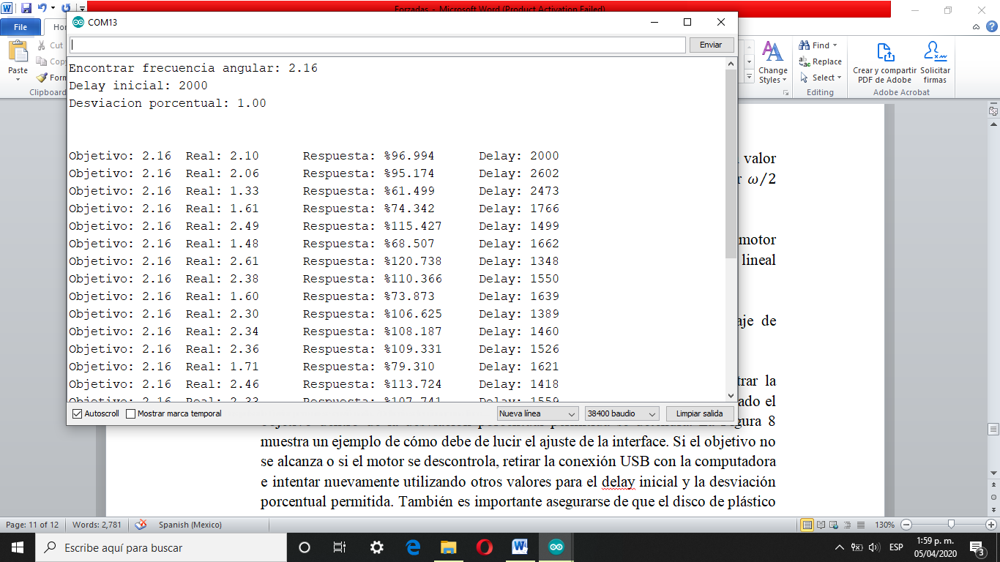 Forzadas - Microsoft Word (Product Activation Failed)
File
COM13
Enviar
Encontrar frecuencia angular: 2.16
Delay inicial: 2000
Desviacion porcentual: 1.00
Objetivo: 2.16 Real: 2.10 Respuesta: %96.994 Delay: 2000
Objetivo: 2.16 Real: 2.06 Respuesta: %95.174 Delay: 2602
Objetivo: 2.16 Real: 1.33 Respuesta: %61.499 Delay: 2473
Objetivo: 2.16 Real: 1.61 Respuesta: %74.342 Delay: 1766
Objetivo: 2.16 Real: 2.49 Respuesta: %115.427 Delay: 1499
Objetivo: 2.16 Real: 1.48 Respuesta: %68.507 Delay: 1662
Objetivo: 2.16 Real: 2.61 Respuesta: %120.738 Delay: 1348
Objetivo: 2.16 Real: 2.38 Respuesta: %110.366 Delay: 1550
Objetivo: 2.16 Real: 1.60 Respuesta: %73.873 Delay: 1639
Objetivo: 2.16 Real: 2.30 Respuesta: %106.625 Delay: 1389
Objetivo: 2.16 Real: 2.34 Respuesta: %108.187 Delay: 1460
Objetivo: 2.16 Real: 2.36 Respuesta: %109.331 Delay: 1526
Objetivo: 2.16 Real: 1.71 Respuesta: %79.310 Delay: 1621
Objetivo: 2.16 Real: 2.46 Respuesta: %113.724 Delay: 1418
Objetivo: 2.16 Real: 2.33 Respuesta: %107.741 Delay: 1559
Autoscroll
Mostrar marca temporal
Nueva línea
38400 baudio
Limpiar salida
Paste
Cut
Clipboard
Change
Styles
Find
Replace
Select
Editing
Crear y compartir
PDF de Adobe
Solicitar
firmas
Adobe Acrobat
valor
ω/2
motor
lineal
aje de
trar la
ado el
Figura 8
muestra un ejemplo de cómo debe de lucir el ajuste de la interface. Si el objetivo no
se alcanza o si el motor se descontrola, retirar la conexión USB con la computadora
e intentar nuevamente utilizando otros valores para el delay inicial y la desviación
porcentual permitida. También es importante asegurarse de que el disco de plástico
Page: 11 of 12
Words: 2,781
Spanish (Mexico)
130%
Escribe aquí para buscar
ESP
1:59 p. m.
05/04/2020
3